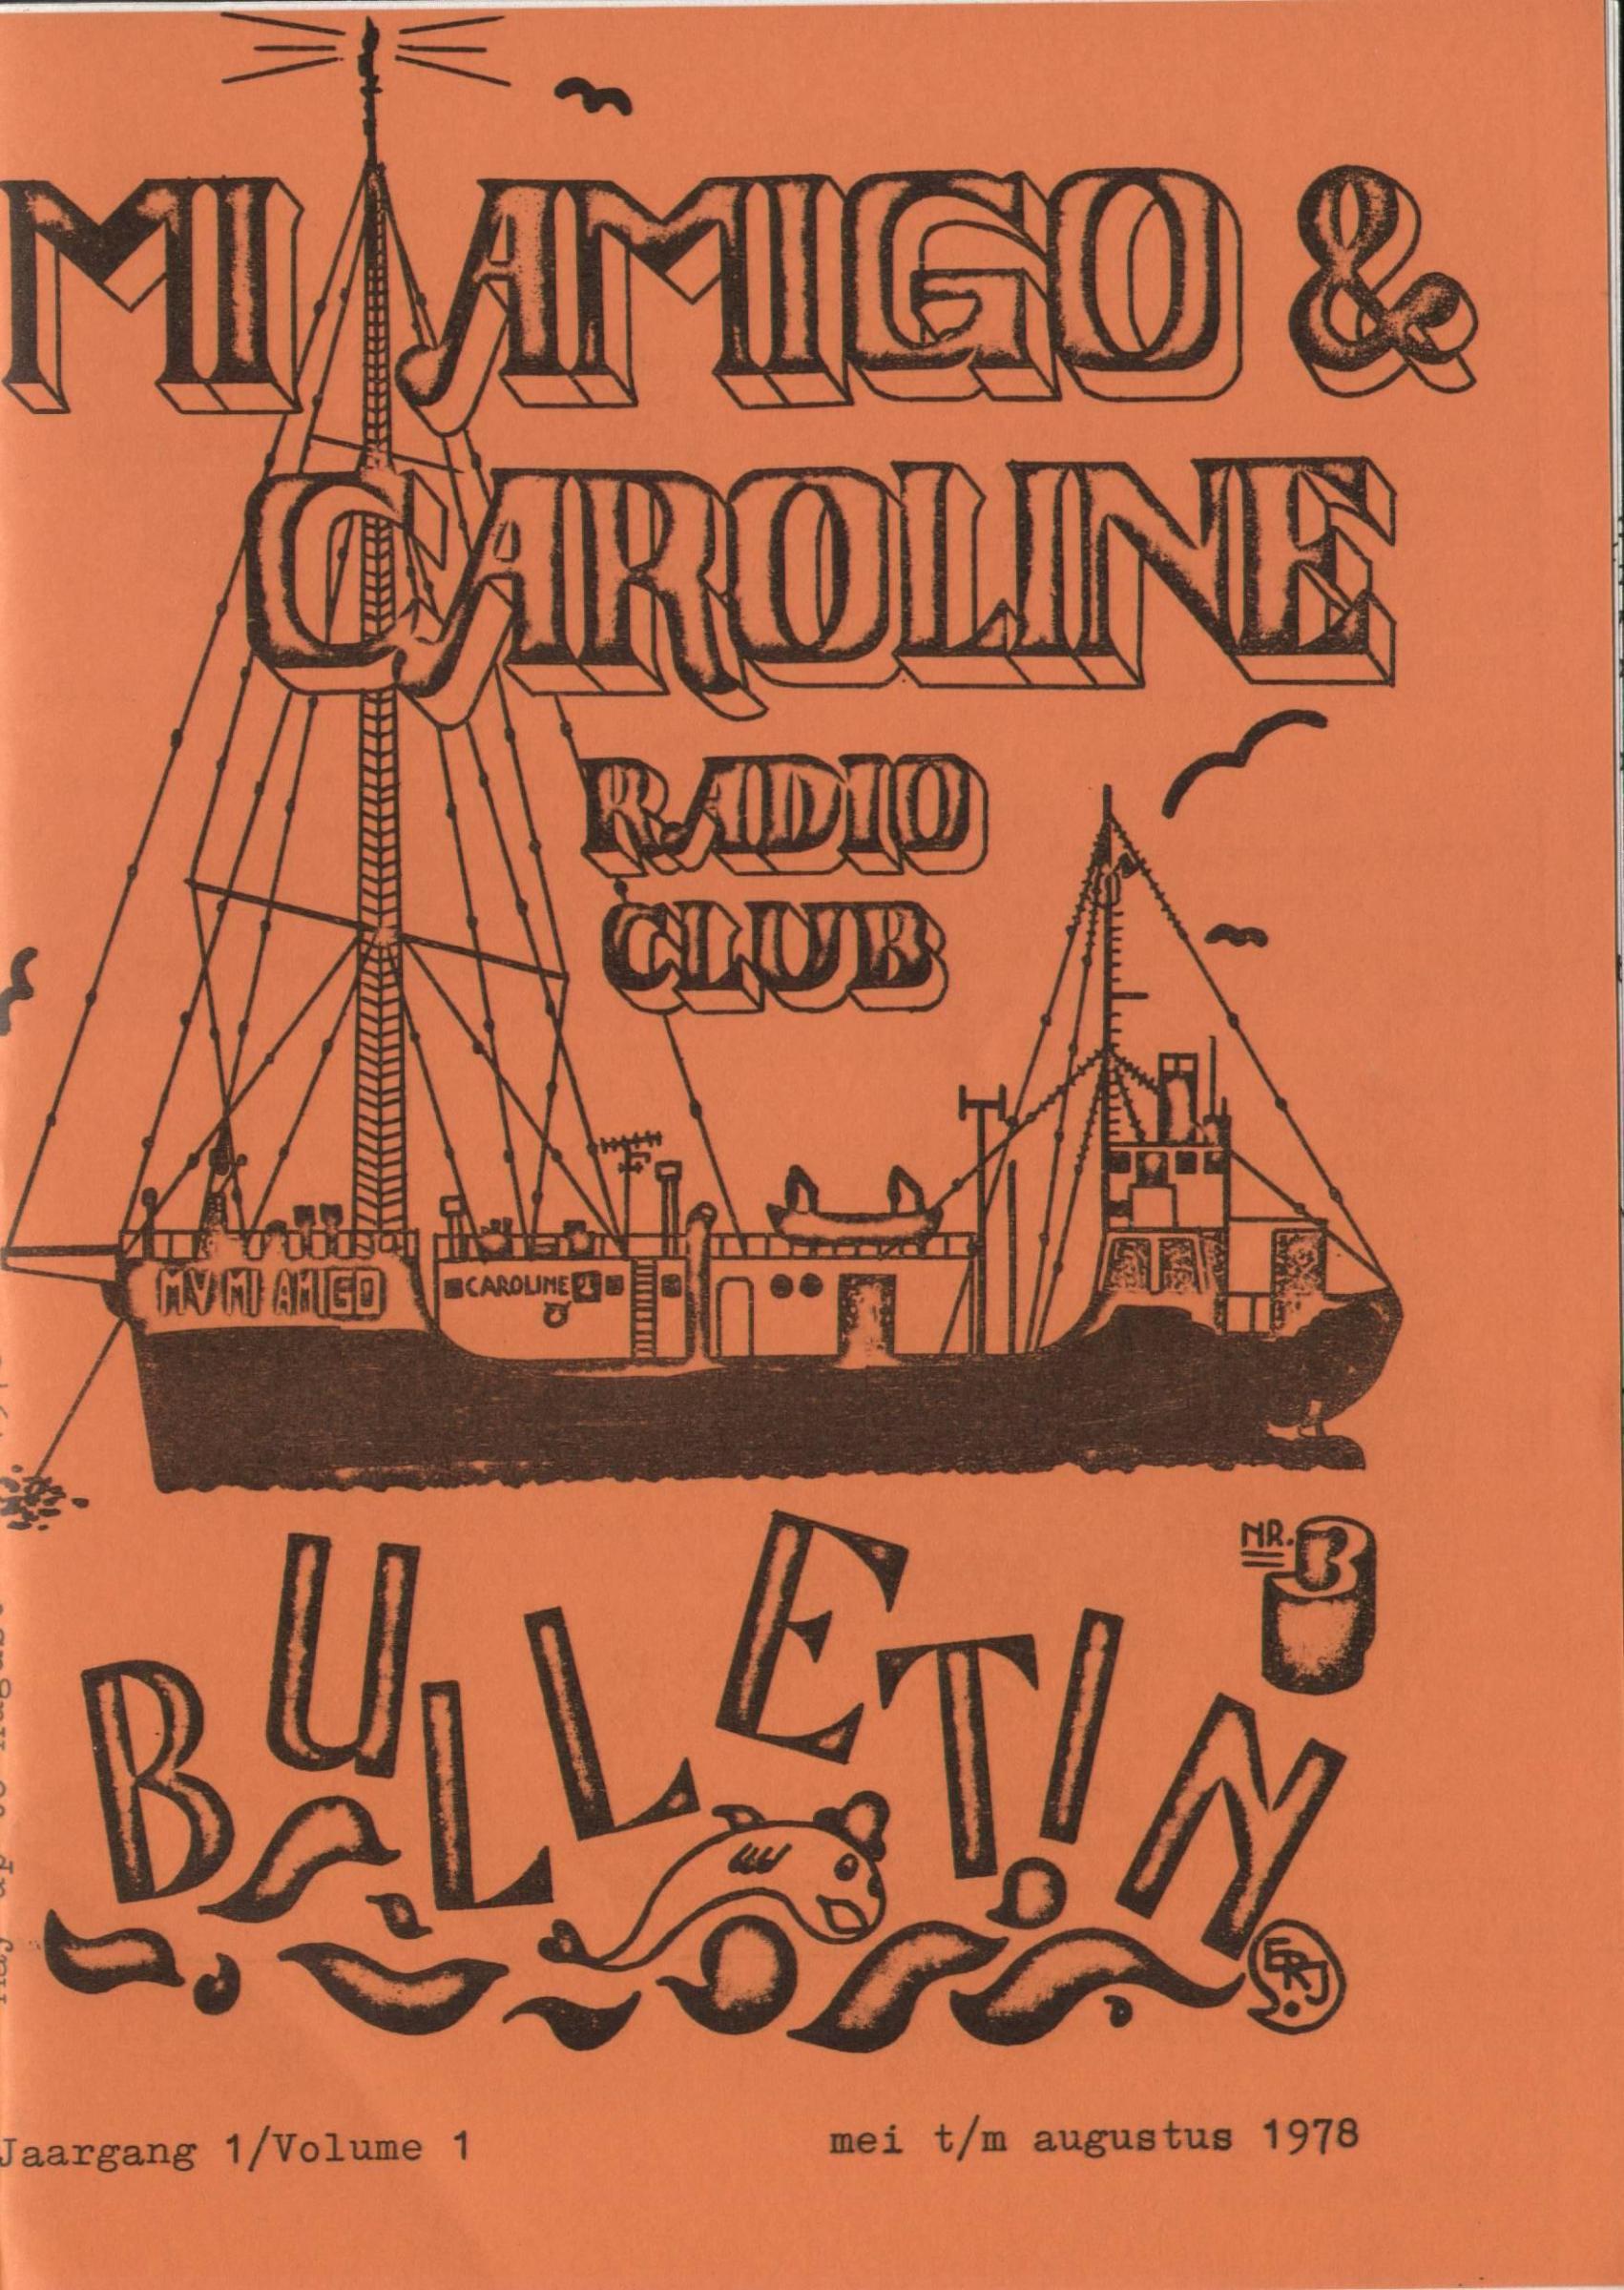 MI AMIGO &
CAROLINE
RADIO
CLUB
MV MI AMIGO
CAROLINE
NR. 3
BULLETIN
ERJ
Jaargang 1/Volume 1
mei t/m augustus 1978